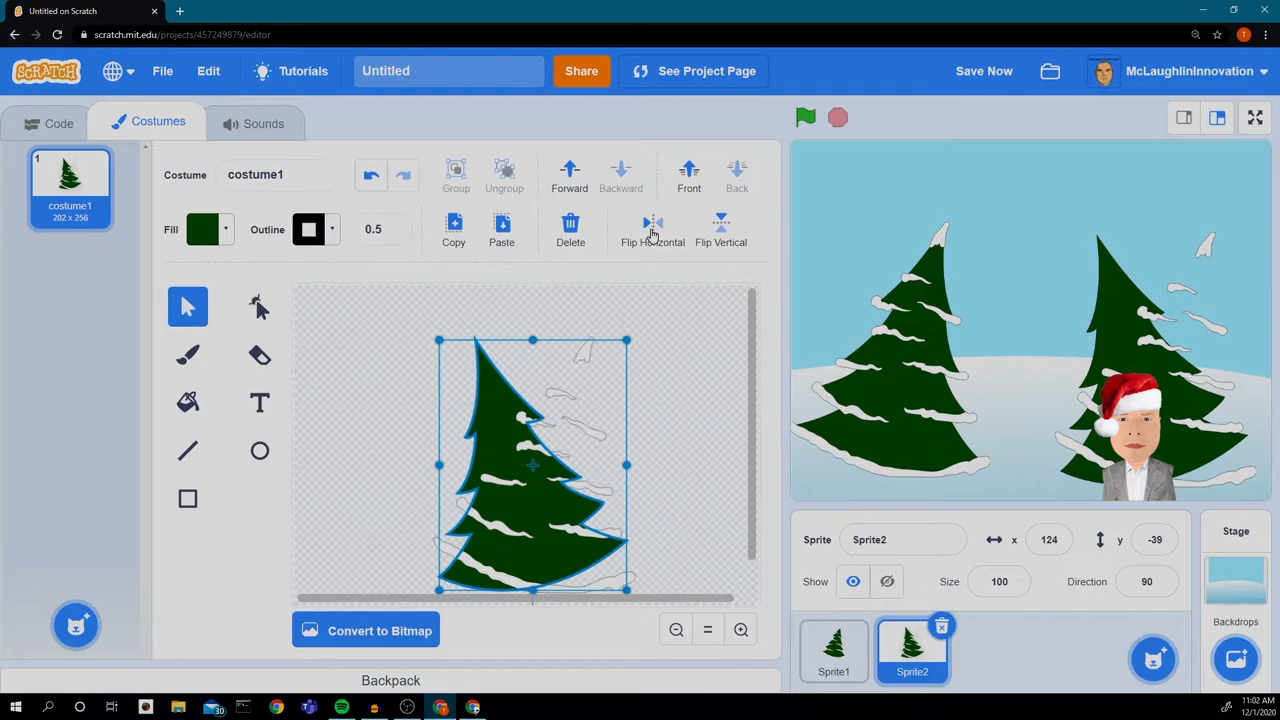 Untitled on Scratch
scratch.mit.edu/projects/457249879/editor
T
SCRATCH
File
Edit
Tutorials
Untitled
Share
See Project Page
Save Now
McLaughlinInnovation
Code
Costumes
Sounds
1
costume1
202 x 256
Costume
costume1
Group
Ungroup
Forward
Backward
Front
Back
Fill
Outline
0.5
Copy
Paste
Delete
Flip Horizontal
Flip Vertical
T
Convert to Bitmap
Backpack
Sprite
Sprite2
x
124
y
-39
Show
Size
100
Direction
90
Sprite1
Sprite2
Stage
Backdrops
30
11:02 AM
12/1/2020